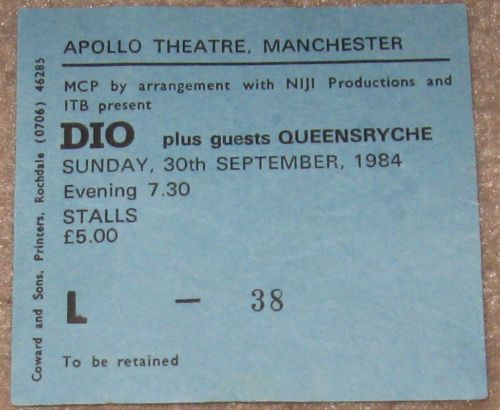 APOLLO THEATRE, MANCHESTER
MCP by arrangement with NIJI Productions and
ITB present
DIO plus guests QUEENSRYCHE
SUNDAY, 30th SEPTEMBER, 1984
Evening 7.30
STALLS
£5.00
L — 38
To be retained
Coward and Sons, Printers, Rochdale (0706) 46285